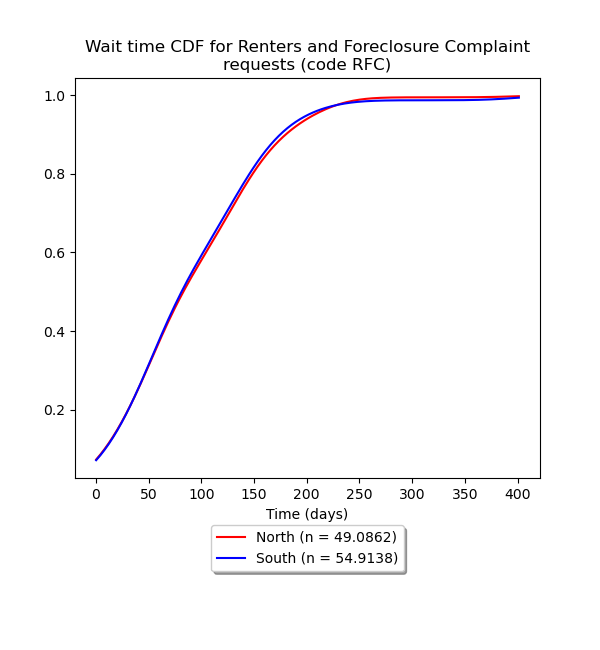 Wait time CDF for Renters and Foreclosure Complaint
requests (code RFC)
1.0
0.8
0.6
0.4
0.2
0 50 100 150 200 250 300 350 400
Time (days)
North (n = 49.0862)
South (n = 54.9138)